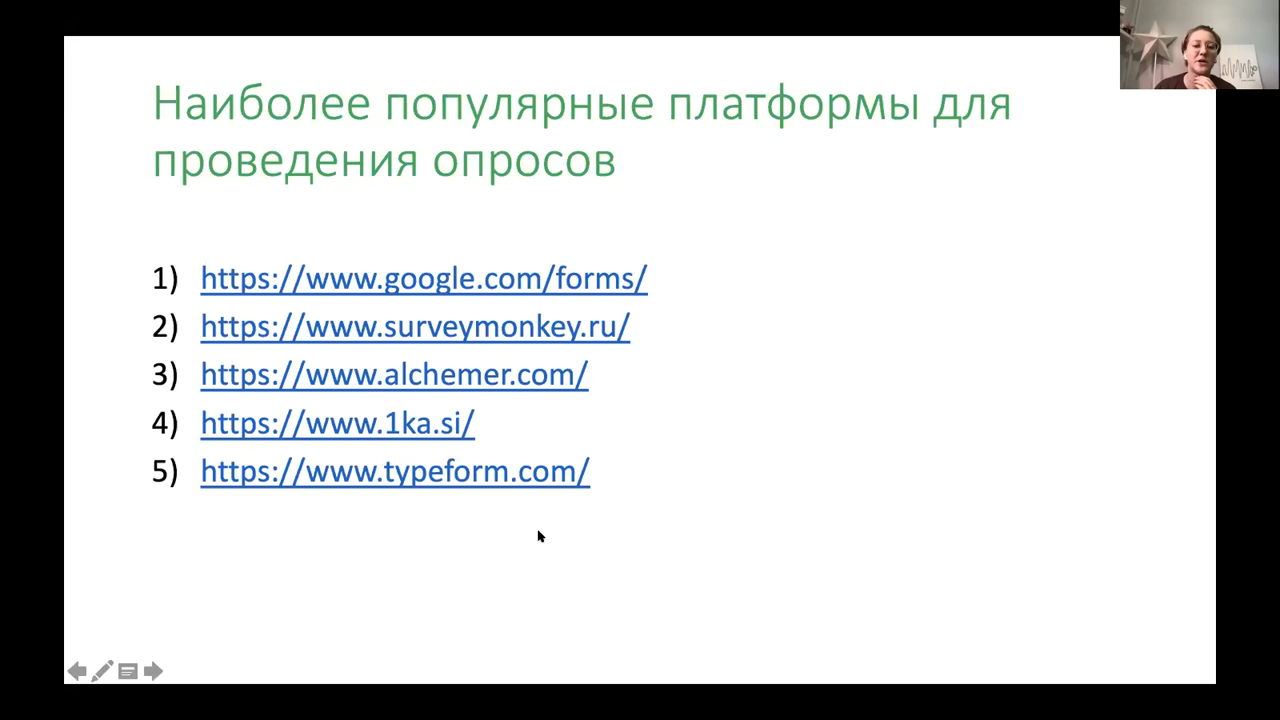 Наиболее популярные платформы для
проведения опросов
1) https://www.google.com/forms/
2) https://www.surveymonkey.ru/
3) https://www.alchemer.com/
4) https://www.1ka.si/
5) https://www.typeform.com/